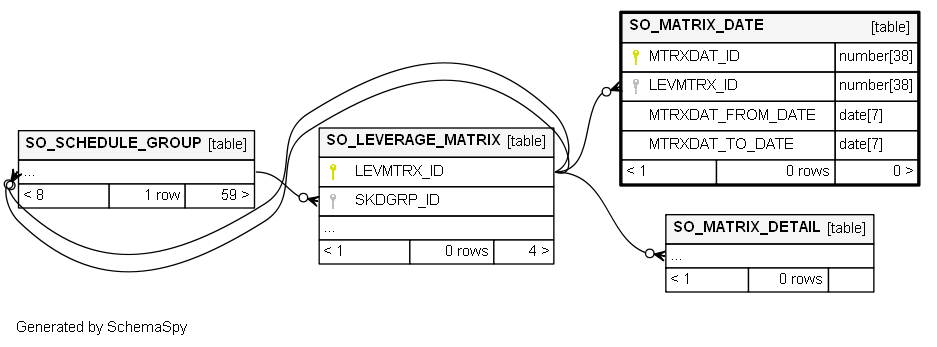 SO_MATRIX_DATE [table]
MTRXDAT_ID number[38]
LEVMTRX_ID number[38]
MTRXDAT_FROM_DATE date[7]
MTRXDAT_TO_DATE date[7]
< 1 0 rows 0 >
SO_SCHEDULE_GROUP [table]
...
< 8 1 row 59 >
SO_LEVERAGE_MATRIX [table]
LEVMTRX_ID
SKDGRP_ID
...
< 1 0 rows 4 >
SO_MATRIX_DETAIL [table]
...
< 1 0 rows
Generated by SchemaSpy